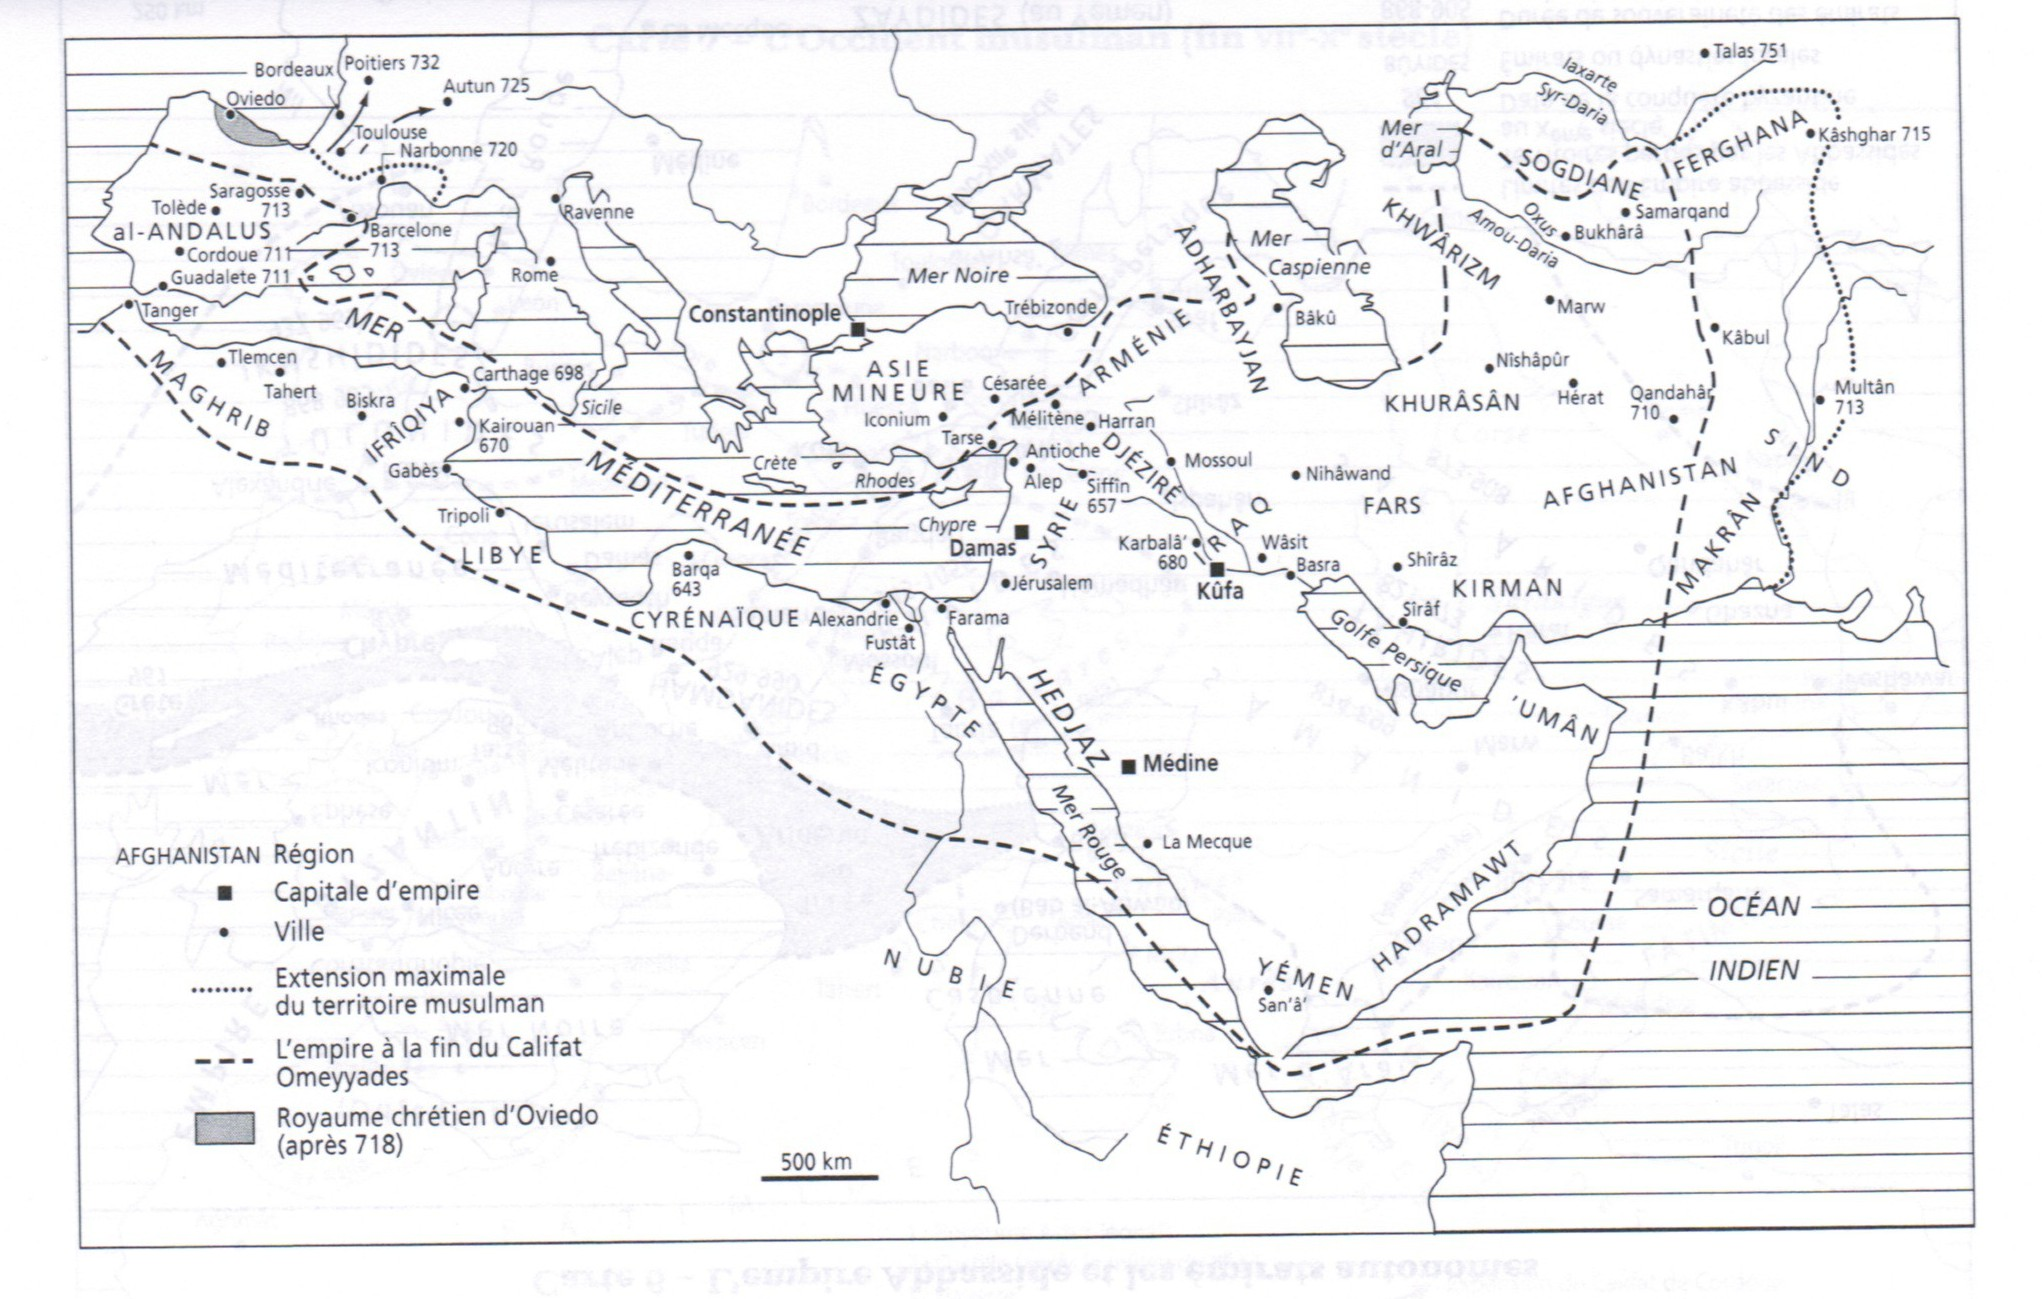 Bordeaux
Poitiers 732
Autun 725
Oviedo
Toulouse
Narbonne 720
Saragosse
713
Tolède
al-ANDALUS
Barcelone
713
Cordoue 711
Guadalete 711
Tanger
Ravenne
Rome
MER
MÉDITERRANÉE
Tlemcen
Tahert
MAGHRIB
Biskra
Carthage 698
Sicile
IFRÎQIYA
Kairouan
670
Gabès
Tripoli
LIBYE
Barqa
643
CYRÉNAÏQUE
Alexandrie
Farama
Fustât
ÉGYPTE
Crète
Rhodes
Chypre
Constantinople
Mer Noire
Trébizonde
ASIE
MINEURE
Iconium
Césarée
Mélitène
Tarse
ARMÉNIE
Harran
Antioche
Alep
Siffîn
657
DJÉZIRÉ
Mossoul
SYRIE
Damas
Jérusalem
IRAQ
Karbalâ'
680
Kûfa
Wâsit
Basra
ÂDHARBAYJAN
Mer
Caspienne
Bâkû
Mer
d'Aral
Iaxarte
Syr-Daria
Talas 751
SOGDIANE
FERGHANA
Kâshghar 715
KHWÂRIZM
Oxus
Amou-Daria
Samarqand
Bukhârâ
Marw
Kâbul
Nîshâpûr
Hérat
KHURÂSÂN
Qandahâr
710
Multân
713
SIND
AFGHANISTAN
MAKRÂN
Nihâwand
FARS
Shîrâz
KIRMAN
Sîrâf
Golfe Persique
'UMÂN
HEDJAZ
Médine
Mer Rouge
La Mecque
HADRAMAWT
YÉMEN
San'â'
NUBIE
ÉTHIOPIE
OCÉAN
INDIEN
AFGHANISTAN Région
Capitale d'empire
Ville
Extension maximale
du territoire musulman
L'empire à la fin du Califat
Omeyyades
Royaume chrétien d'Oviedo
(après 718)
500 km